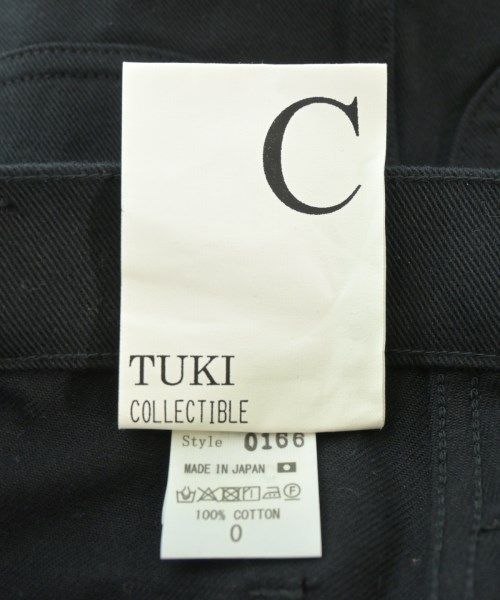 C
TUKI
COLLECTIBLE
Style 0166
MADE IN JAPAN
100% COTTON
0